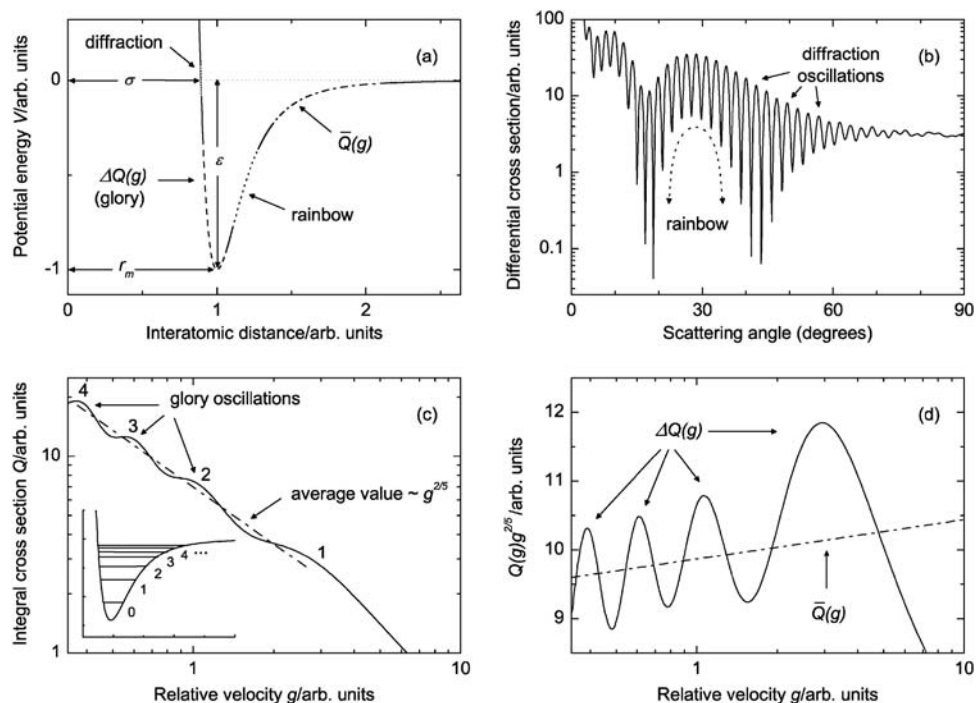 (a)
diffraction
σ
ε
Q̄(g)
ΔQ(g)
(glory)
rainbow
r_m
0
-1
Potential energy V/arb. units
0 1 2
Interatomic distance/arb. units
(b)
diffraction
oscillations
rainbow
100
10
1
0.1
Differential cross section/arb. units
0 30 60 90
Scattering angle (degrees)
(c)
4
glory oscillations
3
2
average value ~ g^{2/5}
1
0
1
2
3
4 ...
10
1
Integral cross section Q/arb. units
1 10
Relative velocity g/arb. units
(d)
ΔQ(g)
Q̄(g)
12
11
10
9
Q(g)g^{2/5}/arb. units
1 10
Relative velocity g/arb. units